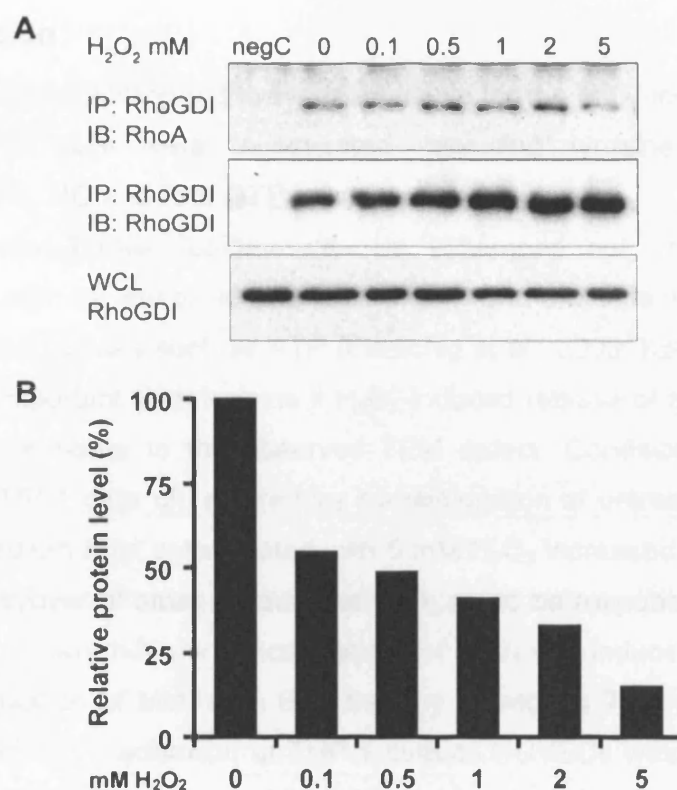 A
H₂O₂ mM negC 0 0.1 0.5 1 2 5
IP: RhoGDI
IB: RhoA
IP: RhoGDI
IB: RhoGDI
WCL
RhoGDI
B
Relative protein level (%)
100
75
50
25
0
mM H₂O₂ 0 0.1 0.5 1 2 5